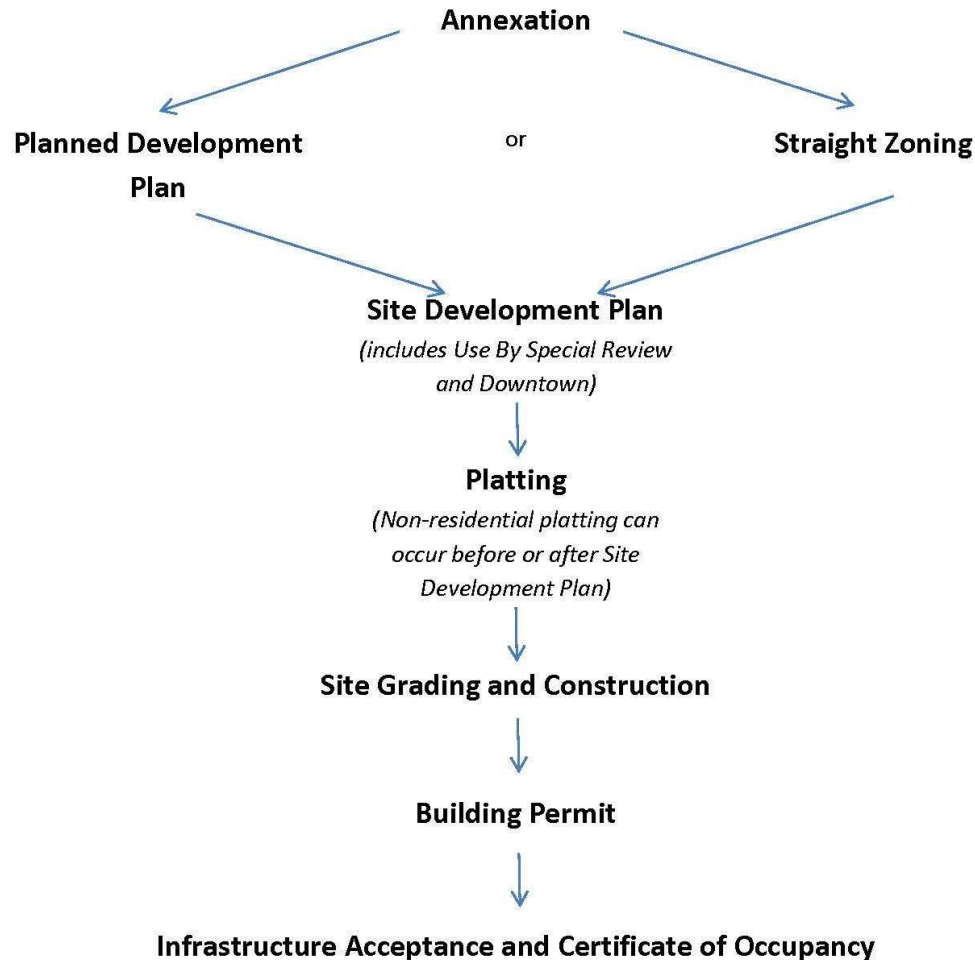 Annexation
Planned Development
Plan
or
Straight Zoning
Site Development Plan
(includes Use By Special Review
and Downtown)
Platting
(Non-residential platting can
occur before or after Site
Development Plan)
Site Grading and Construction
Building Permit
Infrastructure Acceptance and Certificate of Occupancy